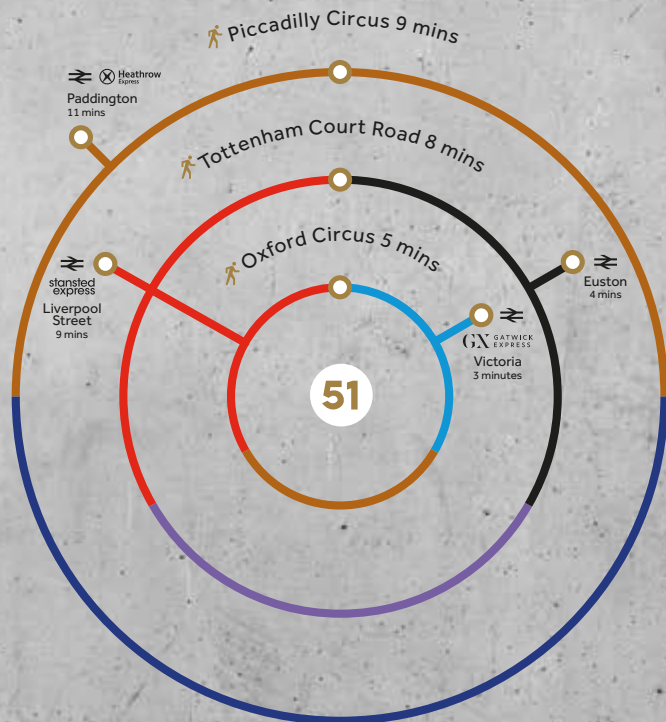 Piccadilly Circus 9 mins
Heathrow
Express
Paddington
11 mins
Tottenham Court Road 8 mins
Oxford Circus 5 mins
stansted
express
Liverpool
Street
9 mins
Euston
4 mins
GX GATWICK
EXPRESS
Victoria
3 minutes
51